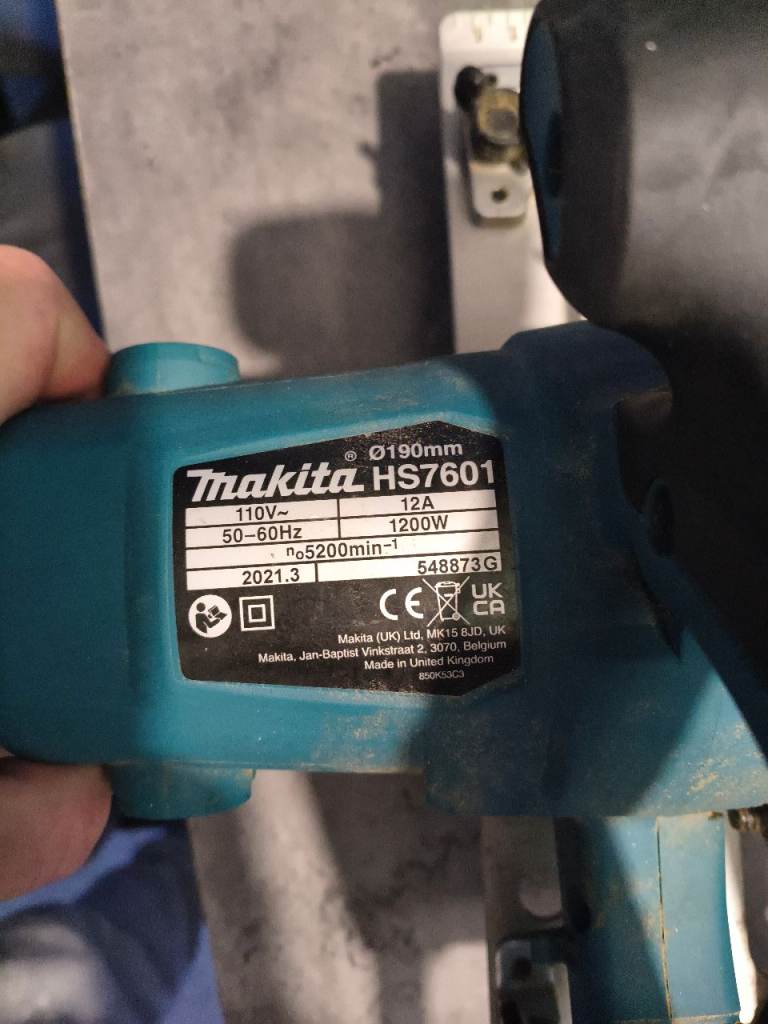 Ø190mm
makita® HS7601
110V~ 12A
50–60Hz 1200W
n₀5200min⁻¹
2021.3 548873G
CE UK
CA
Makita (UK) Ltd, MK15 8JD, UK
Makita, Jan-Baptist Vinkstraat 2, 3070, Belgium
Made in United Kingdom
850K53C3